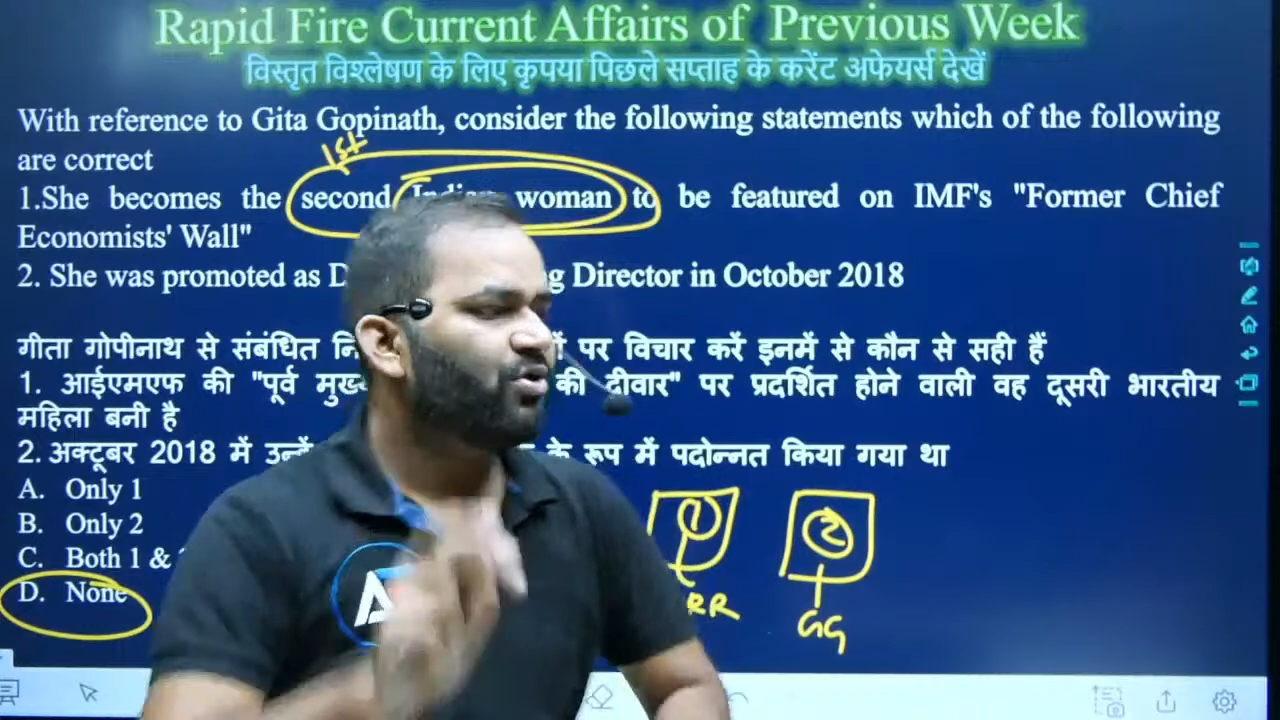 Rapid Fire Current Affairs of Previous Week
विस्तृत विश्लेषण के लिए कृपया पिछले सप्ताह के करेंट अफेयर्स देखें
With reference to Gita Gopinath, consider the following statements which of the following
are correct
1st
1.She becomes the second Indian woman to be featured on IMF's "Former Chief
Economists' Wall"
2. She was promoted as Director in October 2018
गीता गोपीनाथ से संबंधित पर विचार करें इनमें से कौन से सही हैं
1. आईएमएफ की "पूर्व की दीवार" पर प्रदर्शित होने वाली वह दूसरी भारतीय
महिला बनी है
2. अक्टूबर 2018 में के रूप में पदोन्नत किया गया था
A. Only 1
B. Only 2
C. Both 1 &
D. None
1 2
RR GG